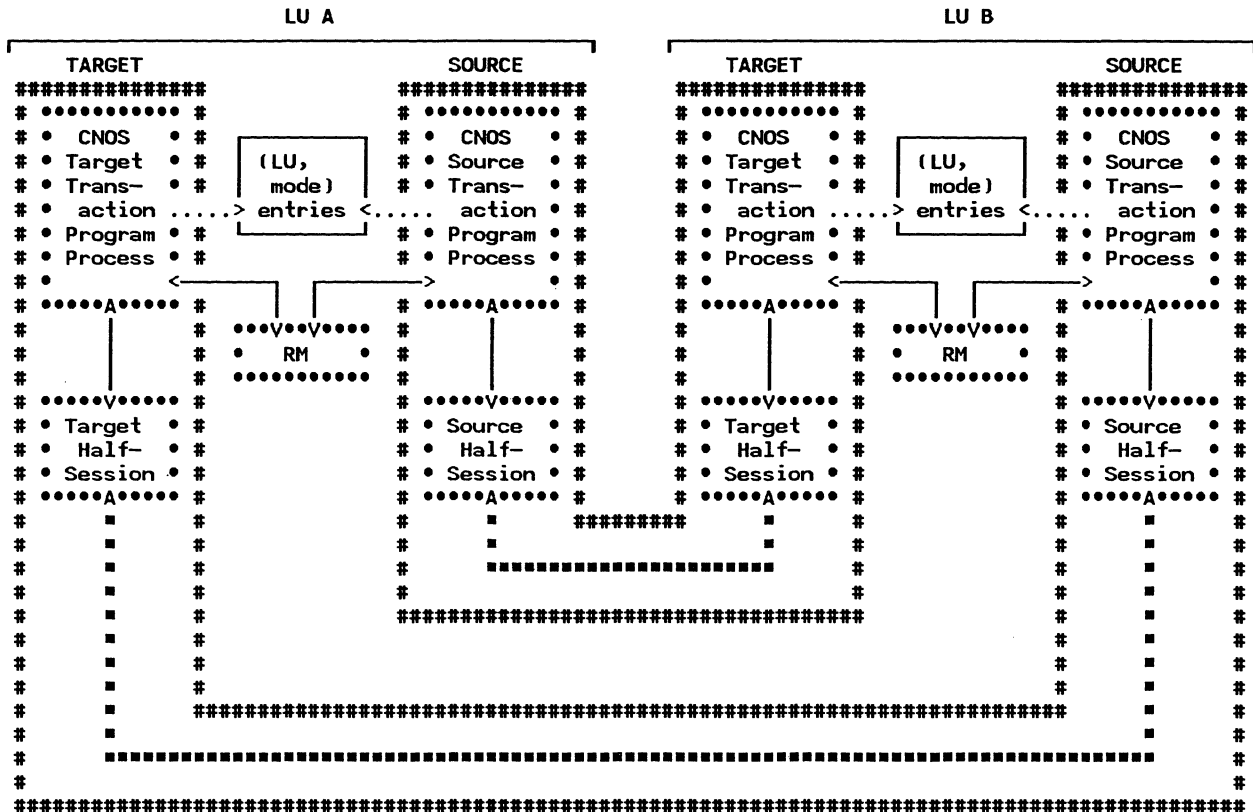 LU A LU B
TARGET SOURCE TARGET SOURCE
CNOS CNOS CNOS CNOS
Target (LU, Source Target (LU, Source
Trans- mode) Trans- Trans- mode) Trans-
action entries action action entries action
Program Program Program Program
Process Process Process Process
RM RM
Target Source Target Source
Half- Half- Half- Half-
Session Session Session Session